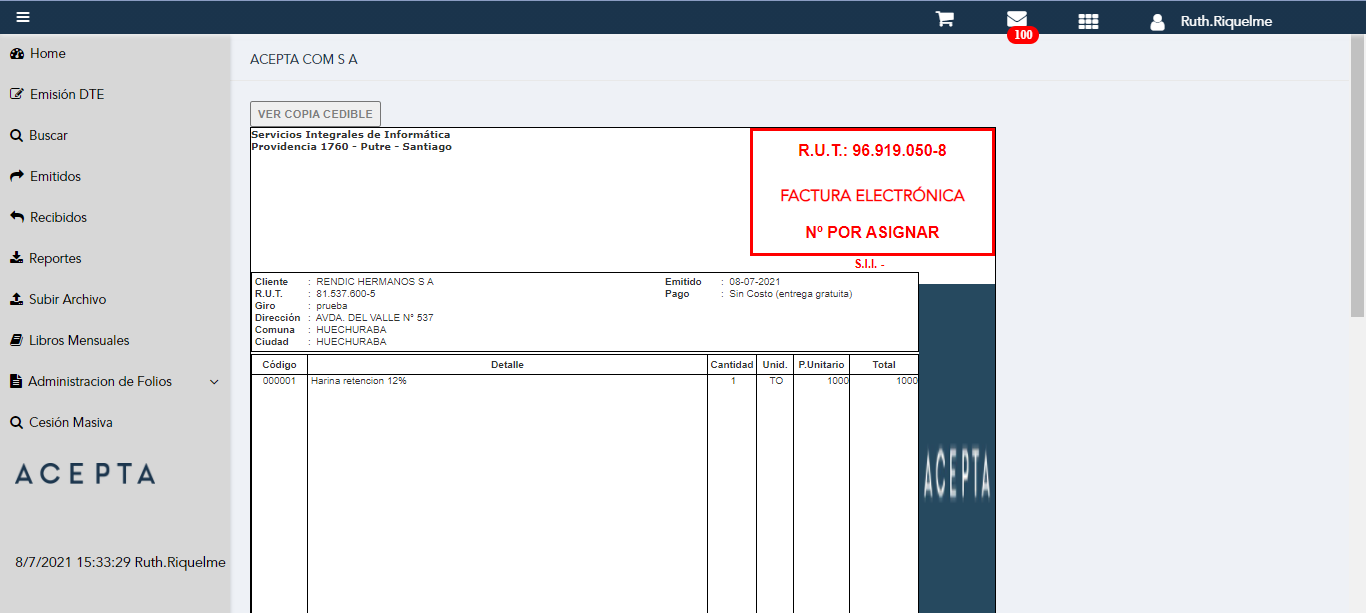 Ruth.Riquelme
100
Home
Emisión DTE
Buscar
Emitidos
Recibidos
Reportes
Subir Archivo
Libros Mensuales
Administracion de Folios
Cesión Masiva
ACEPTA
8/7/2021 15:33:29 Ruth.Riquelme
ACEPTA COM S A
VER COPIA CEDIBLE
Servicios Integrales de Informática
Providencia 1760 - Putre - Santiago
R.U.T.: 96.919.050-8
FACTURA ELECTRÓNICA
Nº POR ASIGNAR
S.I.I. -
Cliente : RENDIC HERMANOS S A Emitido : 08-07-2021
R.U.T. : 81.537.600-5 Pago : Sin Costo (entrega gratuita)
Giro : prueba
Dirección : AVDA. DEL VALLE N° 537
Comuna : HUECHURABA
Ciudad : HUECHURABA
Código Detalle Cantidad Unid. P.Unitario Total
000001 Harina retencion 12% 1 TO 1000 1000
ACEPTA